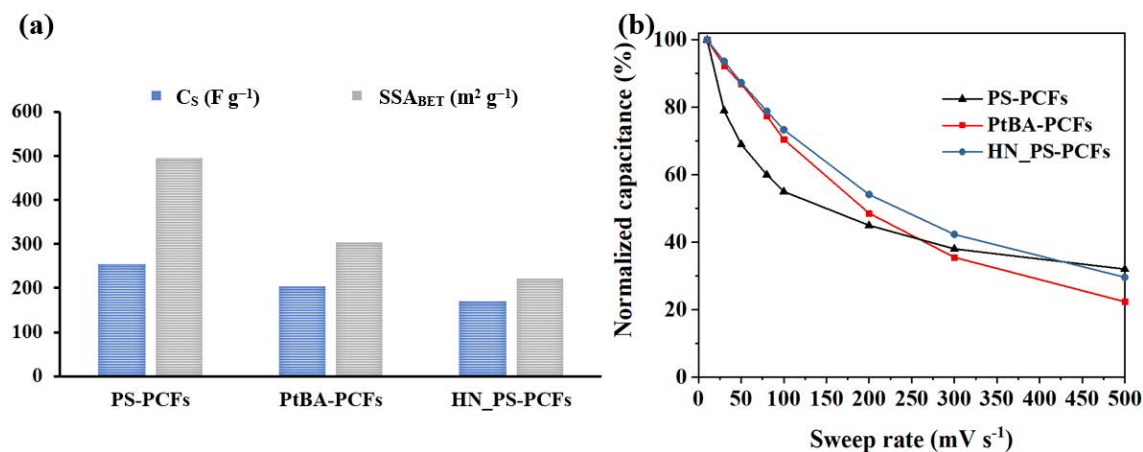 (a)
C_S (F g⁻¹)
SSA_BET (m² g⁻¹)
600
500
400
300
200
100
0
PS-PCFs
PtBA-PCFs
HN_PS-PCFs
(b)
Normalized capacitance (%)
100
80
60
40
20
0
PS-PCFs
PtBA-PCFs
HN_PS-PCFs
0 50 100 150 200 250 300 350 400 450 500
Sweep rate (mV s⁻¹)